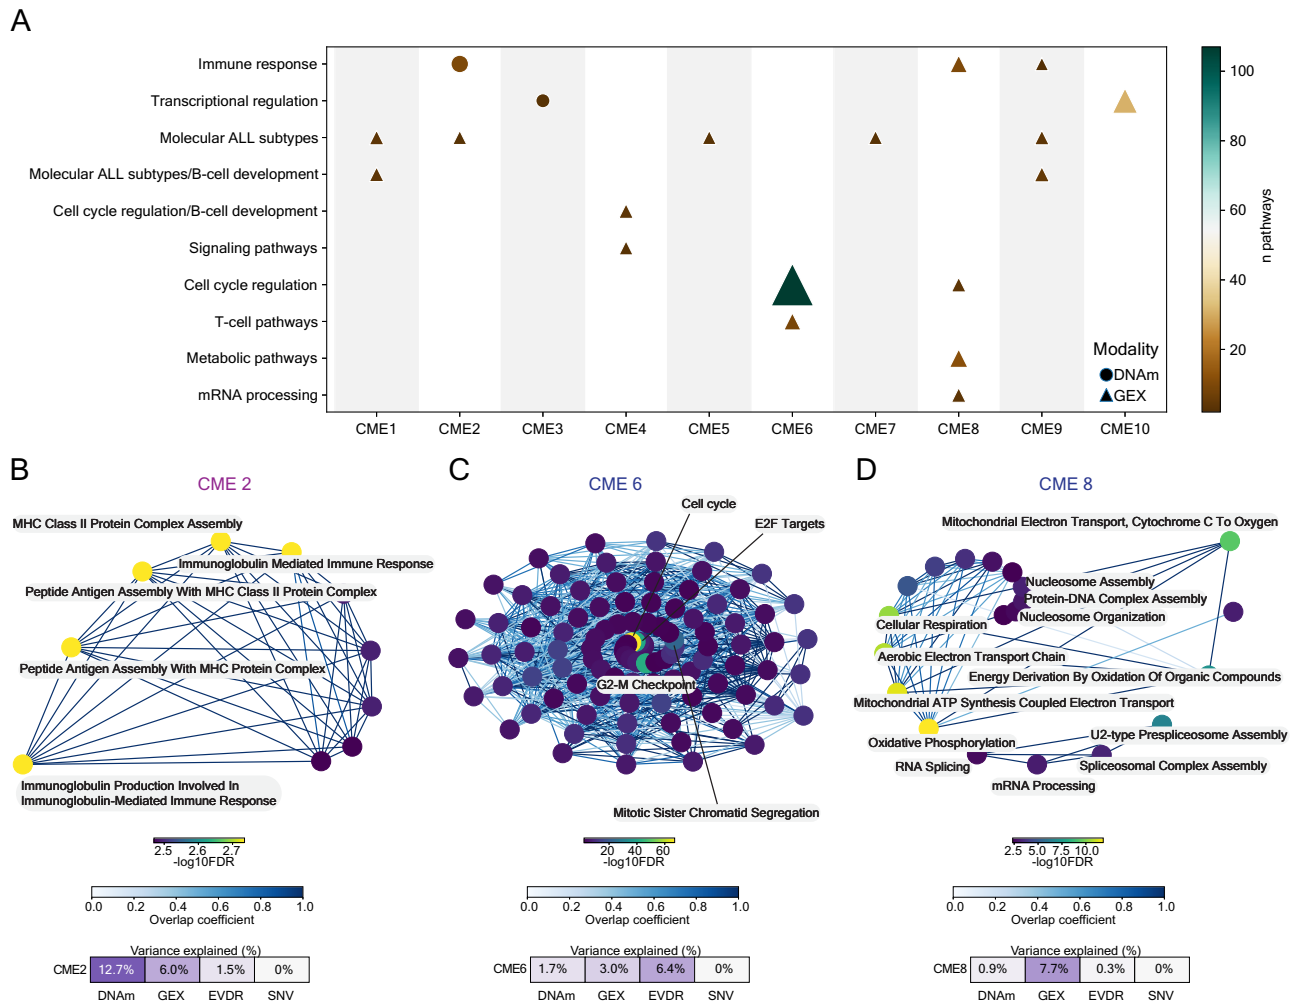 A
Immune response
Transcriptional regulation
Molecular ALL subtypes
Molecular ALL subtypes/B-cell development
Cell cycle regulation/B-cell development
Signaling pathways
Cell cycle regulation
T-cell pathways
Metabolic pathways
mRNA processing
Modality
DNAm
GEX
CME1 CME2 CME3 CME4 CME5 CME6 CME7 CME8 CME9 CME10
100
80
60
40
20
n pathways
B
CME 2
MHC Class II Protein Complex Assembly
Immunoglobulin Mediated Immune Response
Peptide Antigen Assembly With MHC Class II Protein Complex
Peptide Antigen Assembly With MHC Protein Complex
Immunoglobulin Production Involved In
Immunoglobulin-Mediated Immune Response
2.5 2.6 2.7
-log10FDR
0.0 0.2 0.4 0.6 0.8 1.0
Overlap coefficient
Variance explained (%)
CME2 12.7% 6.0% 1.5% 0%
DNAm GEX EVDR SNV
C
CME 6
Cell cycle
E2F Targets
G2-M Checkpoint
Mitotic Sister Chromatid Segregation
20 40 60
-log10FDR
0.0 0.2 0.4 0.6 0.8 1.0
Overlap coefficient
Variance explained (%)
CME6 1.7% 3.0% 6.4% 0%
DNAm GEX EVDR SNV
D
CME 8
Mitochondrial Electron Transport, Cytochrome C To Oxygen
Nucleosome Assembly
Protein-DNA Complex Assembly
Nucleosome Organization
Cellular Respiration
Aerobic Electron Transport Chain
Energy Derivation By Oxidation Of Organic Compounds
Mitochondrial ATP Synthesis Coupled Electron Transport
U2-type Prespliceosome Assembly
Oxidative Phosphorylation
RNA Splicing
Spliceosomal Complex Assembly
mRNA Processing
2.5 5.0 7.5 10.0
-log10FDR
0.0 0.2 0.4 0.6 0.8 1.0
Overlap coefficient
Variance explained (%)
CME8 0.9% 7.7% 0.3% 0%
DNAm GEX EVDR SNV